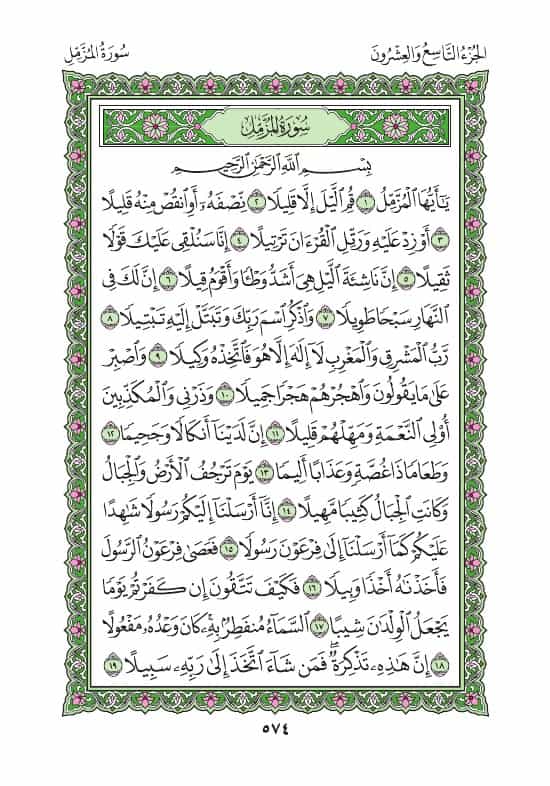 الجُزْءُ التَّاسِعُ وَالعِشْرُونَ
سُورَةُ المُزَّمِّل
سُورَةُ المُزَّمِّلِ
بِسْمِ ٱللَّهِ ٱلرَّحْمَٰنِ ٱلرَّحِيمِ
يَٰٓأَيُّهَا ٱلْمُزَّمِّلُ ١ قُمِ ٱلَّيْلَ إِلَّا قَلِيلًا ٢ نِّصْفَهُۥٓ أَوِ ٱنقُصْ مِنْهُ قَلِيلًا
٣ أَوْ زِدْ عَلَيْهِ وَرَتِّلِ ٱلْقُرْءَانَ تَرْتِيلًا ٤ إِنَّا سَنُلْقِى عَلَيْكَ قَوْلًا
ثَقِيلًا ٥ إِنَّ نَاشِئَةَ ٱلَّيْلِ هِىَ أَشَدُّ وَطْـًٔا وَأَقْوَمُ قِيلًا ٦ إِنَّ لَكَ فِى
ٱلنَّهَارِ سَبْحًا طَوِيلًا ٧ وَٱذْكُرِ ٱسْمَ رَبِّكَ وَتَبَتَّلْ إِلَيْهِ تَبْتِيلًا ٨
رَّبُّ ٱلْمَشْرِقِ وَٱلْمَغْرِبِ لَآ إِلَٰهَ إِلَّا هُوَ فَٱتَّخِذْهُ وَكِيلًا ٩ وَٱصْبِرْ
عَلَىٰ مَا يَقُولُونَ وَٱهْجُرْهُمْ هَجْرًا جَمِيلًا ١٠ وَذَرْنِى وَٱلْمُكَذِّبِينَ
أُو۟لِى ٱلنَّعْمَةِ وَمَهِّلْهُمْ قَلِيلًا ١١ إِنَّ لَدَيْنَآ أَنكَالًا وَجَحِيمًا ١٢
وَطَعَامًا ذَا غُصَّةٍ وَعَذَابًا أَلِيمًا ١٣ يَوْمَ تَرْجُفُ ٱلْأَرْضُ وَٱلْجِبَالُ
وَكَانَتِ ٱلْجِبَالُ كَثِيبًا مَّهِيلًا ١٤ إِنَّآ أَرْسَلْنَآ إِلَيْكُمْ رَسُولًا شَٰهِدًا
عَلَيْكُمْ كَمَآ أَرْسَلْنَآ إِلَىٰ فِرْعَوْنَ رَسُولًا ١٥ فَعَصَىٰ فِرْعَوْنُ ٱلرَّسُولَ
فَأَخَذْنَٰهُ أَخْذًا وَبِيلًا ١٦ فَكَيْفَ تَتَّقُونَ إِن كَفَرْتُمْ يَوْمًا
يَجْعَلُ ٱلْوِلْدَٰنَ شِيبًا ١٧ ٱلسَّمَآءُ مُنفَطِرٌۢ بِهِۦ كَانَ وَعْدُهُۥ مَفْعُولًا
١٨ إِنَّ هَٰذِهِۦ تَذْكِرَةٌ ۖ فَمَن شَآءَ ٱتَّخَذَ إِلَىٰ رَبِّهِۦ سَبِيلًا ١٩
٥٧٤